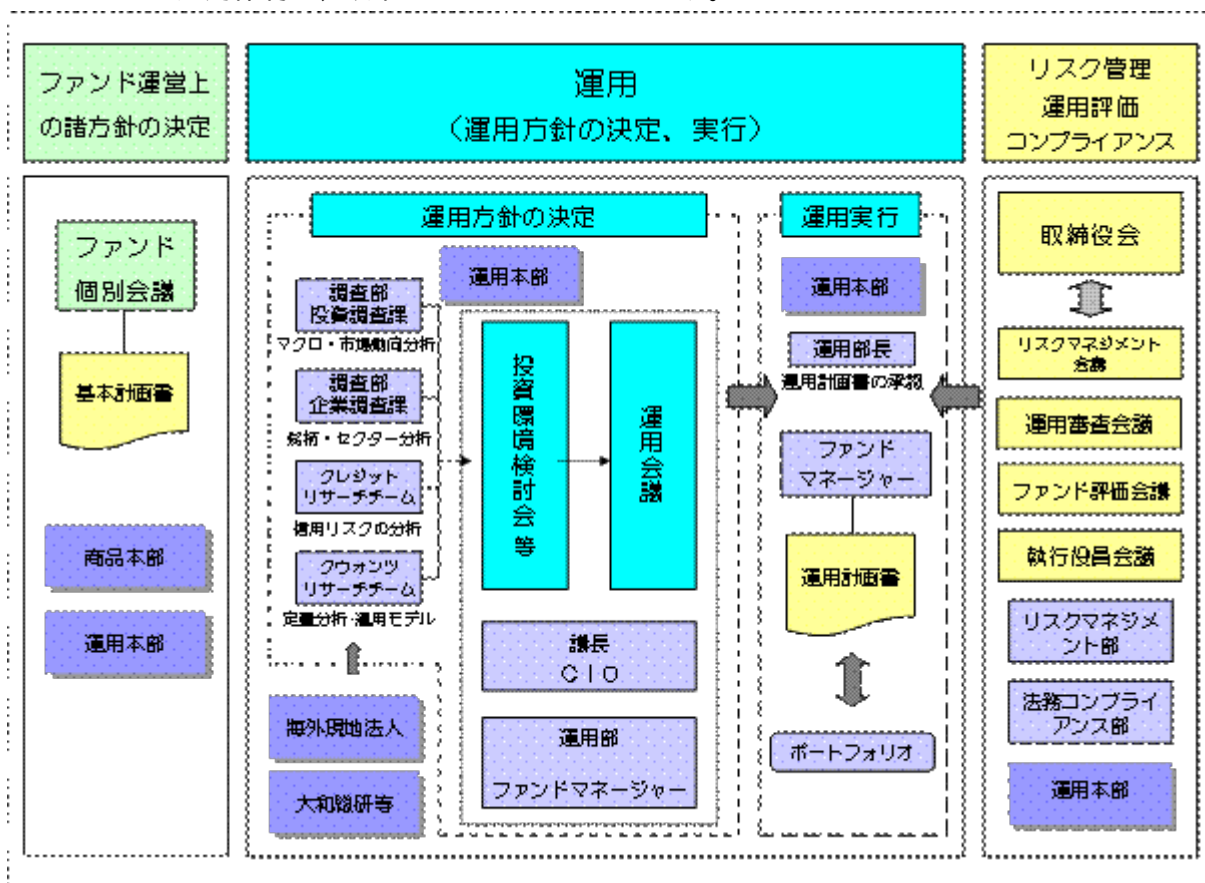 ファンド運営上
の諸方針の決定
運用
（運用方針の決定、実行）
リスク管理
運用評価
コンプライアンス
ファンド
個別会議
基本計画書
商品本部
運用本部
運用方針の決定
運用本部
調査部
投資調査課
マクロ・市場動向分析
調査部
企業調査課
銘柄・セクター分析
クレジット
リサーチチーム
信用リスクの分析
クウォンツ
リサーチチーム
定量分析・運用モデル
海外現地法人
大和総研等
投資環境検討会等
運用会議
議長
ＣＩＯ
運用部
ファンドマネージャー
運用実行
運用本部
運用部長
運用計画書の承認
ファンド
マネージャー
運用計画書
ポートフォリオ
取締役会
リスクマネジメント
会議
運用審査会議
ファンド評価会議
執行役員会議
リスクマネジメ
ント部
法務コンプライ
アンス部
運用本部